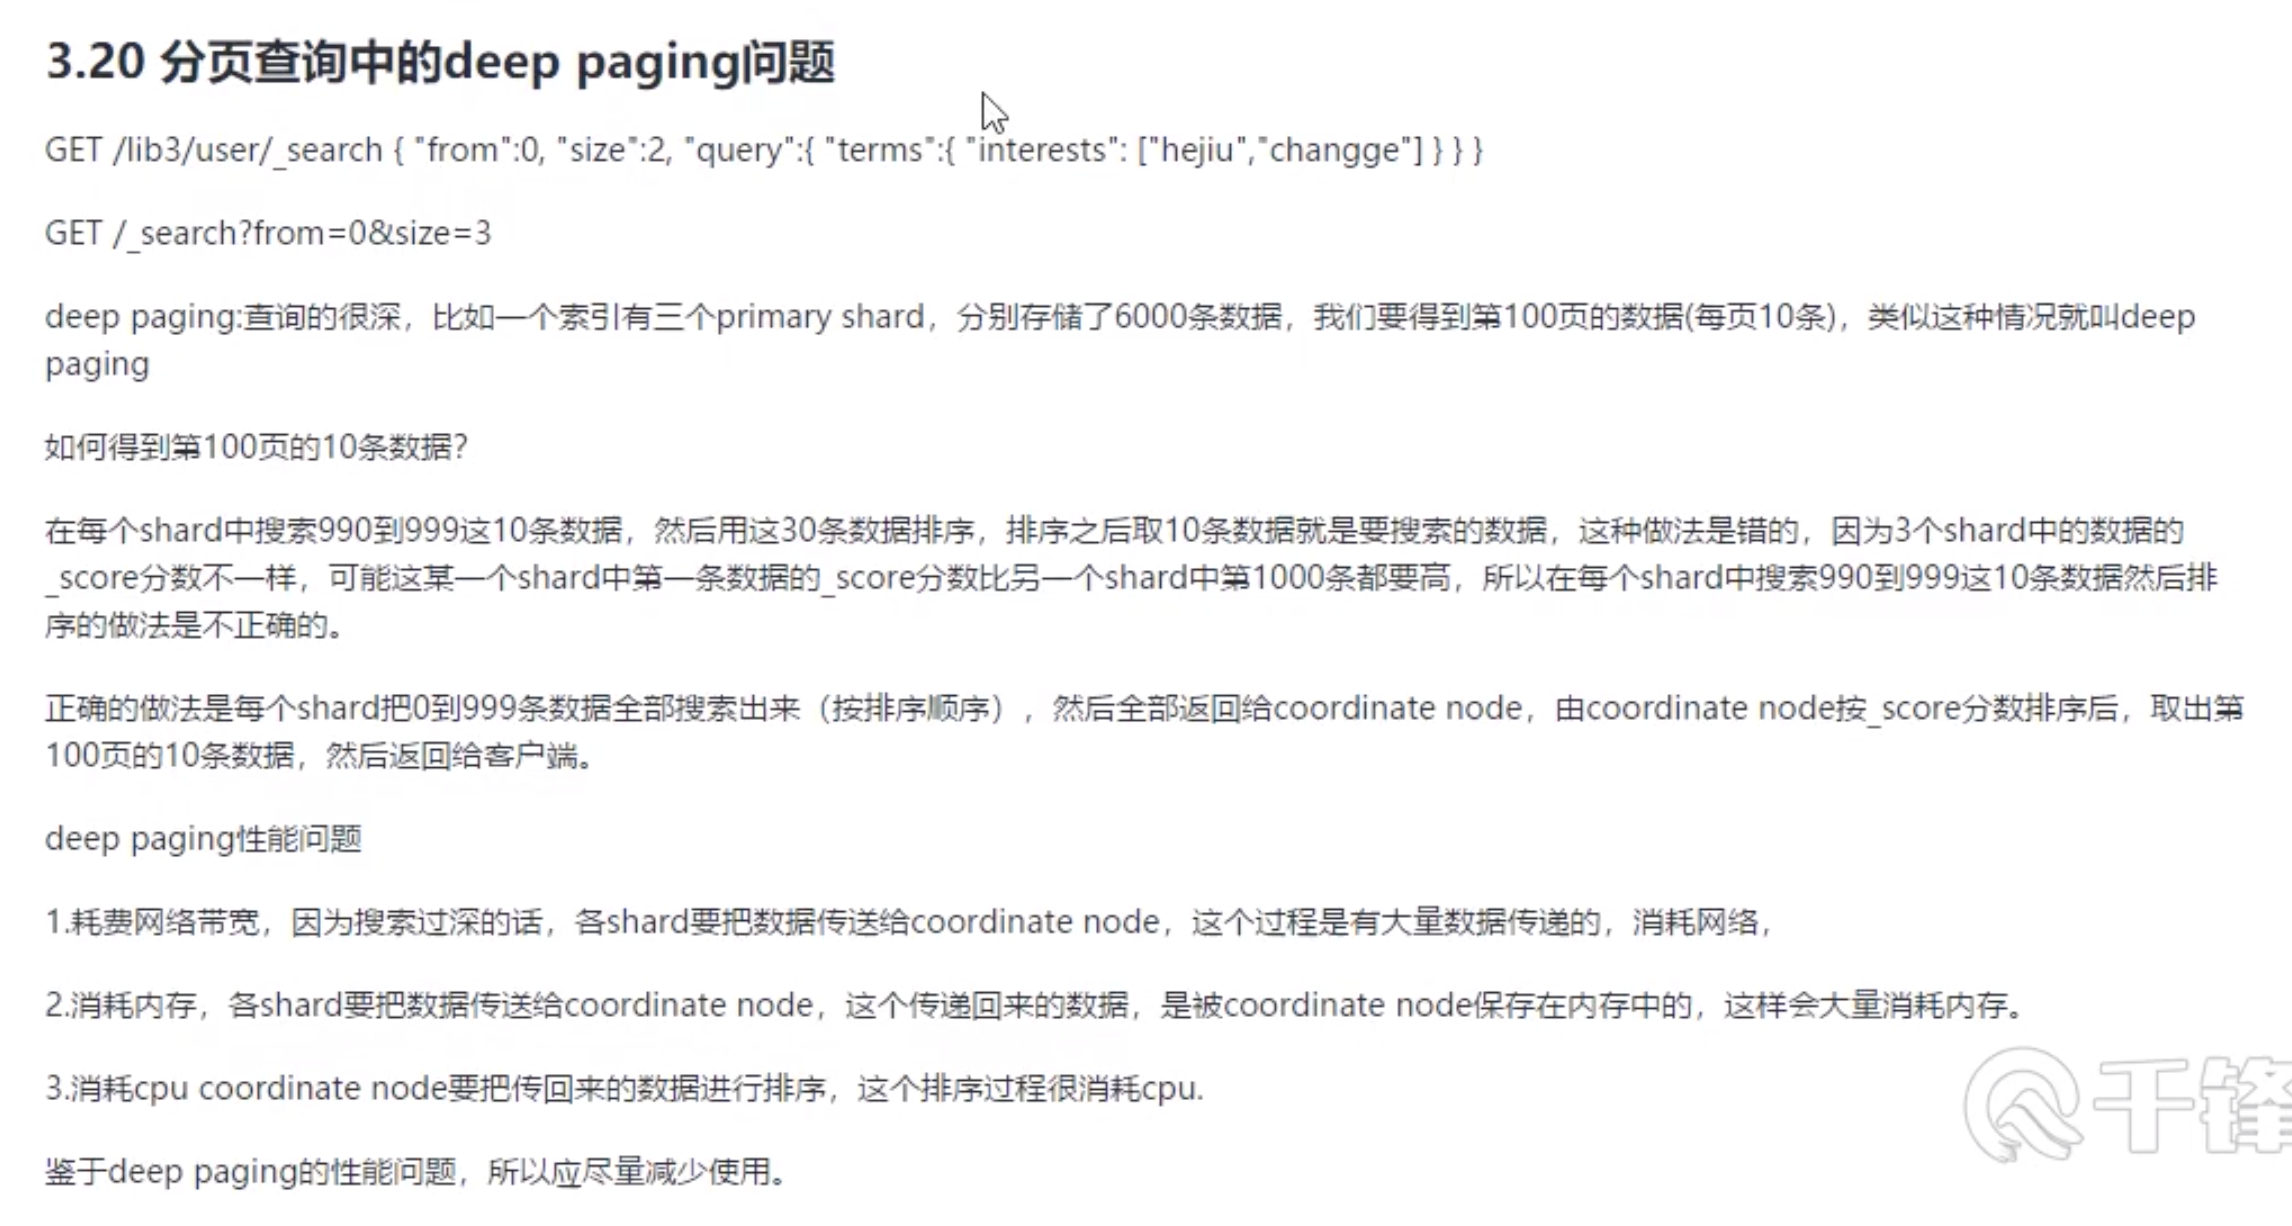 3.20 分页查询中的deep paging问题
GET /lib3/user/_search { "from":0, "size":2, "query":{ "terms":{ "interests": ["hejiu","changge"] } } }
GET /_search?from=0&size=3
deep paging:查询的很深，比如一个索引有三个primary shard，分别存储了6000条数据，我们要得到第100页的数据(每页10条)，类似这种情况就叫deep
paging
如何得到第100页的10条数据？
在每个shard中搜索990到999这10条数据，然后用这30条数据排序，排序之后取10条数据就是要搜索的数据，这种做法是错的，因为3个shard中的数据的
_score分数不一样，可能这某一个shard中第一条数据的_score分数比另一个shard中第1000条都要高，所以在每个shard中搜索990到999这10条数据然后排
序的做法是不正确的。
正确的做法是每个shard把0到999条数据全部搜索出来（按排序顺序），然后全部返回给coordinate node，由coordinate node按_score分数排序后，取出第
100页的10条数据，然后返回给客户端。
deep paging性能问题
1.耗费网络带宽，因为搜索过深的话，各shard要把数据传送给coordinate node，这个过程是有大量数据传递的，消耗网络，
2.消耗内存，各shard要把数据传送给coordinate node，这个传递回来的数据，是被coordinate node保存在内存中的，这样会大量消耗内存。
3.消耗cpu coordinate node要把传回来的数据进行排序，这个排序过程很消耗cpu.
鉴于deep paging的性能问题，所以应尽量减少使用。
千锋